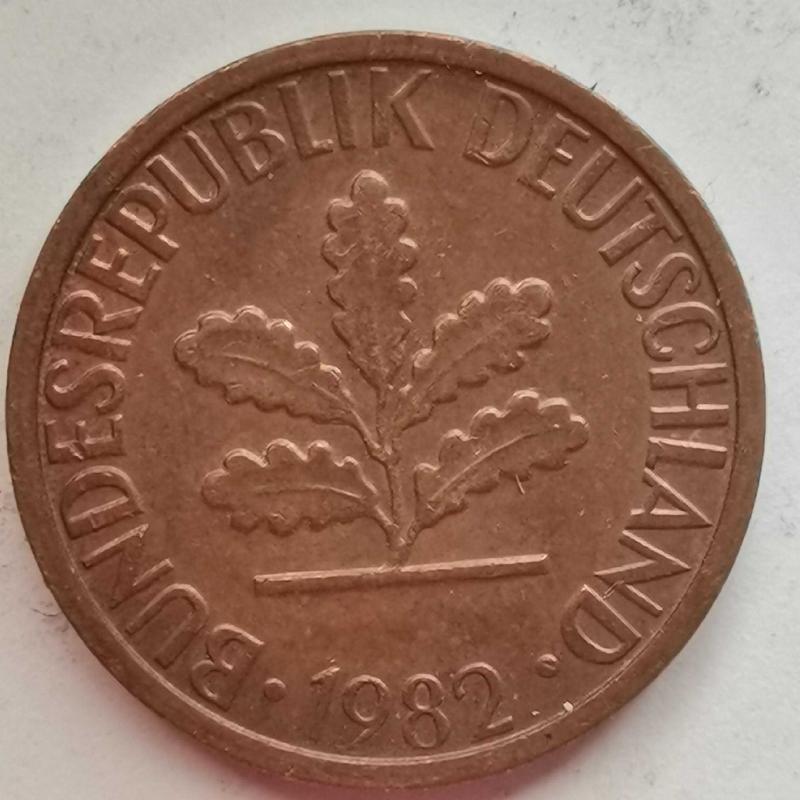 BUNDESREPUBLIK DEUTSCHLAND
· 1982 ·